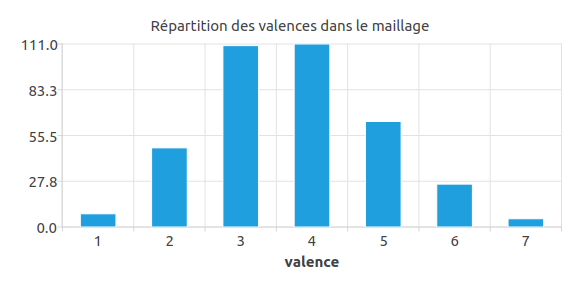 Répartition des valences dans le maillage
111.0
83.3
55.5
27.8
0.0
1 2 3 4 5 6 7
valence